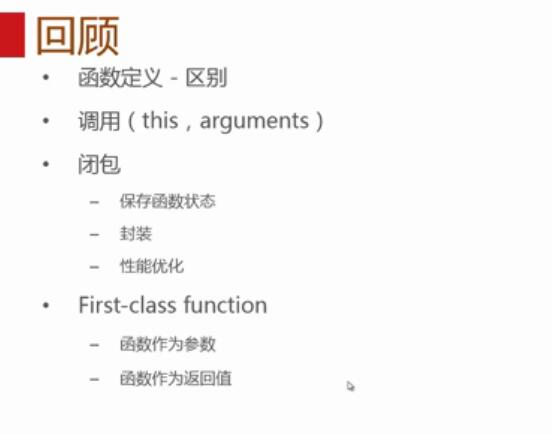 回顾
• 函数定义 - 区别
• 调用 ( this , arguments )
• 闭包
– 保存函数状态
– 封装
– 性能优化
• First-class function
– 函数作为参数
– 函数作为返回值